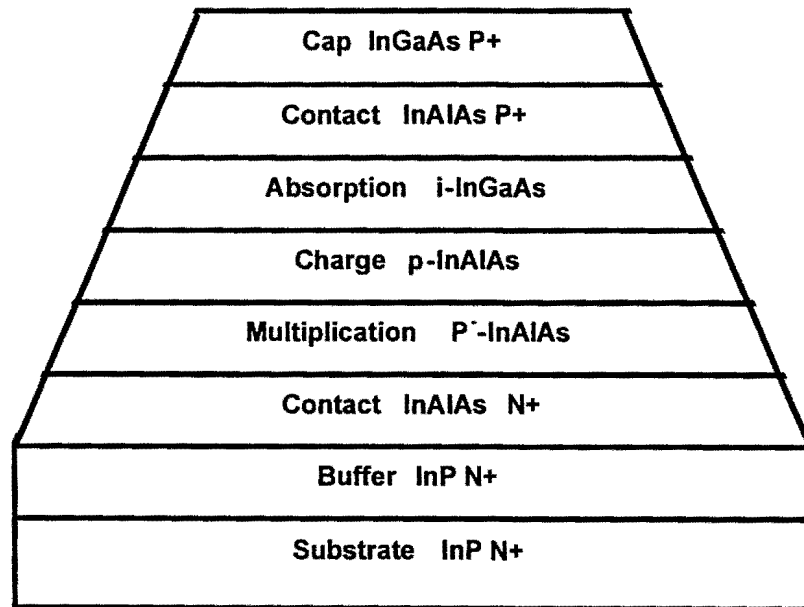 Cap InGaAs P+
Contact InAlAs P+
Absorption i-InGaAs
Charge p-InAlAs
Multiplication P⁻-InAlAs
Contact InAlAs N+
Buffer InP N+
Substrate InP N+